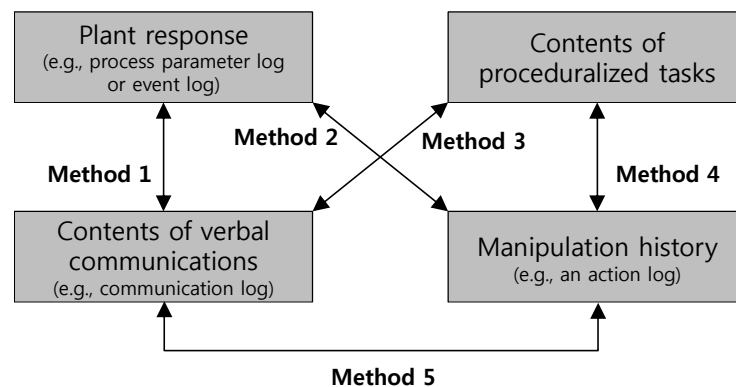 Plant response
(e.g., process parameter log
or event log)
Contents of
proceduralized tasks
Method 1
Method 2
Method 3
Method 4
Contents of verbal
communications
(e.g., communication log)
Manipulation history
(e.g., an action log)
Method 5